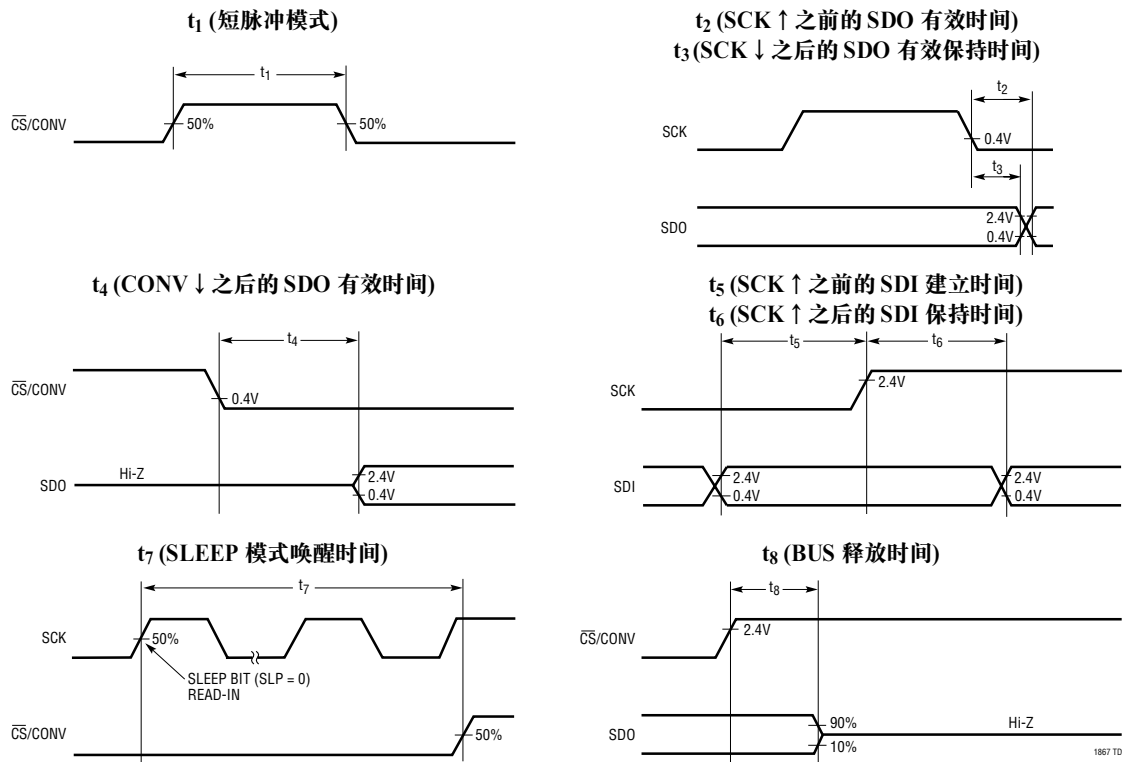 t1 (短脉冲模式)
t1
CS/CONV
50%
50%
t2 (SCK ↑ 之前的 SDO 有效时间)
t3 (SCK ↓ 之后的 SDO 有效保持时间)
t2
SCK
0.4V
t3
SDO
2.4V
0.4V
t4 (CONV ↓ 之后的 SDO 有效时间)
t4
CS/CONV
0.4V
Hi-Z
SDO
2.4V
0.4V
t5 (SCK ↑ 之前的 SDI 建立时间)
t6 (SCK ↑ 之后的 SDI 保持时间)
t5
t6
SCK
2.4V
SDI
2.4V
0.4V
2.4V
0.4V
t7 (SLEEP 模式唤醒时间)
t7
SCK
50%
SLEEP BIT (SLP = 0)
READ-IN
CS/CONV
50%
t8 (BUS 释放时间)
t8
CS/CONV
2.4V
SDO
90%
10%
Hi-Z
1867 TD